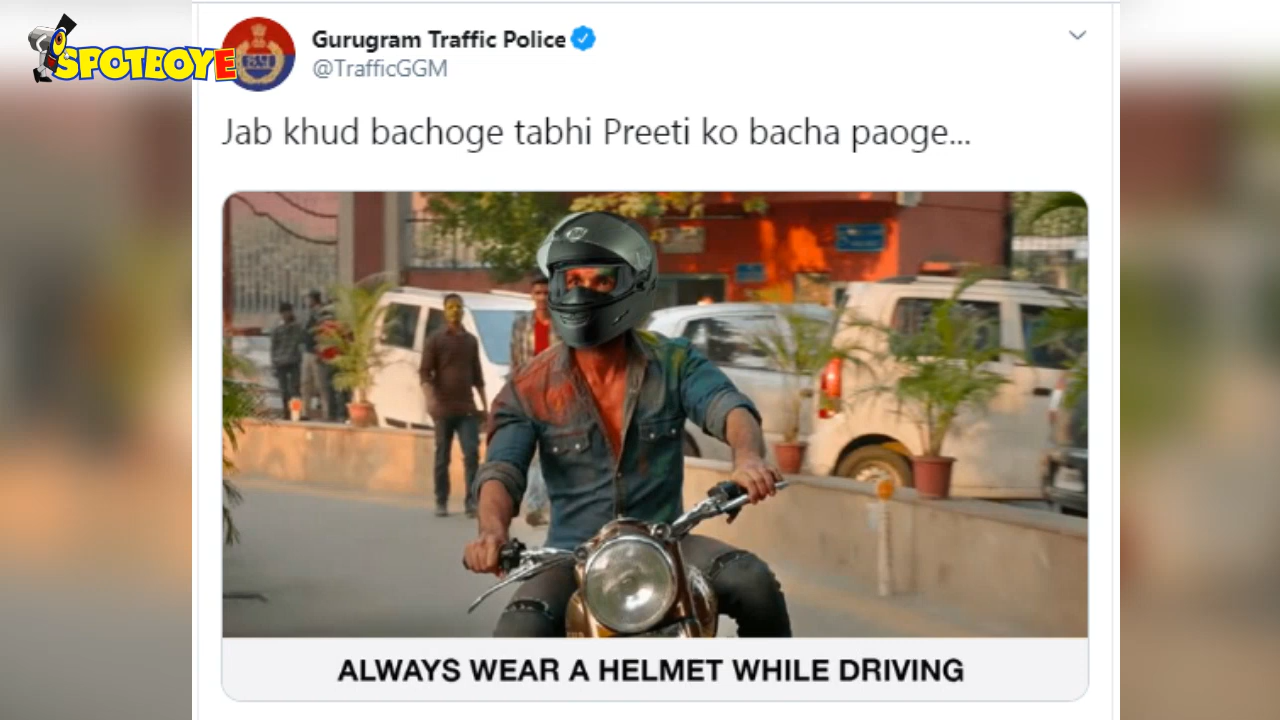 SPOTBOYE
Gurugram Traffic Police
@TrafficGGM
Jab khud bachoge tabhi Preeti ko bacha paoge...
ALWAYS WEAR A HELMET WHILE DRIVING